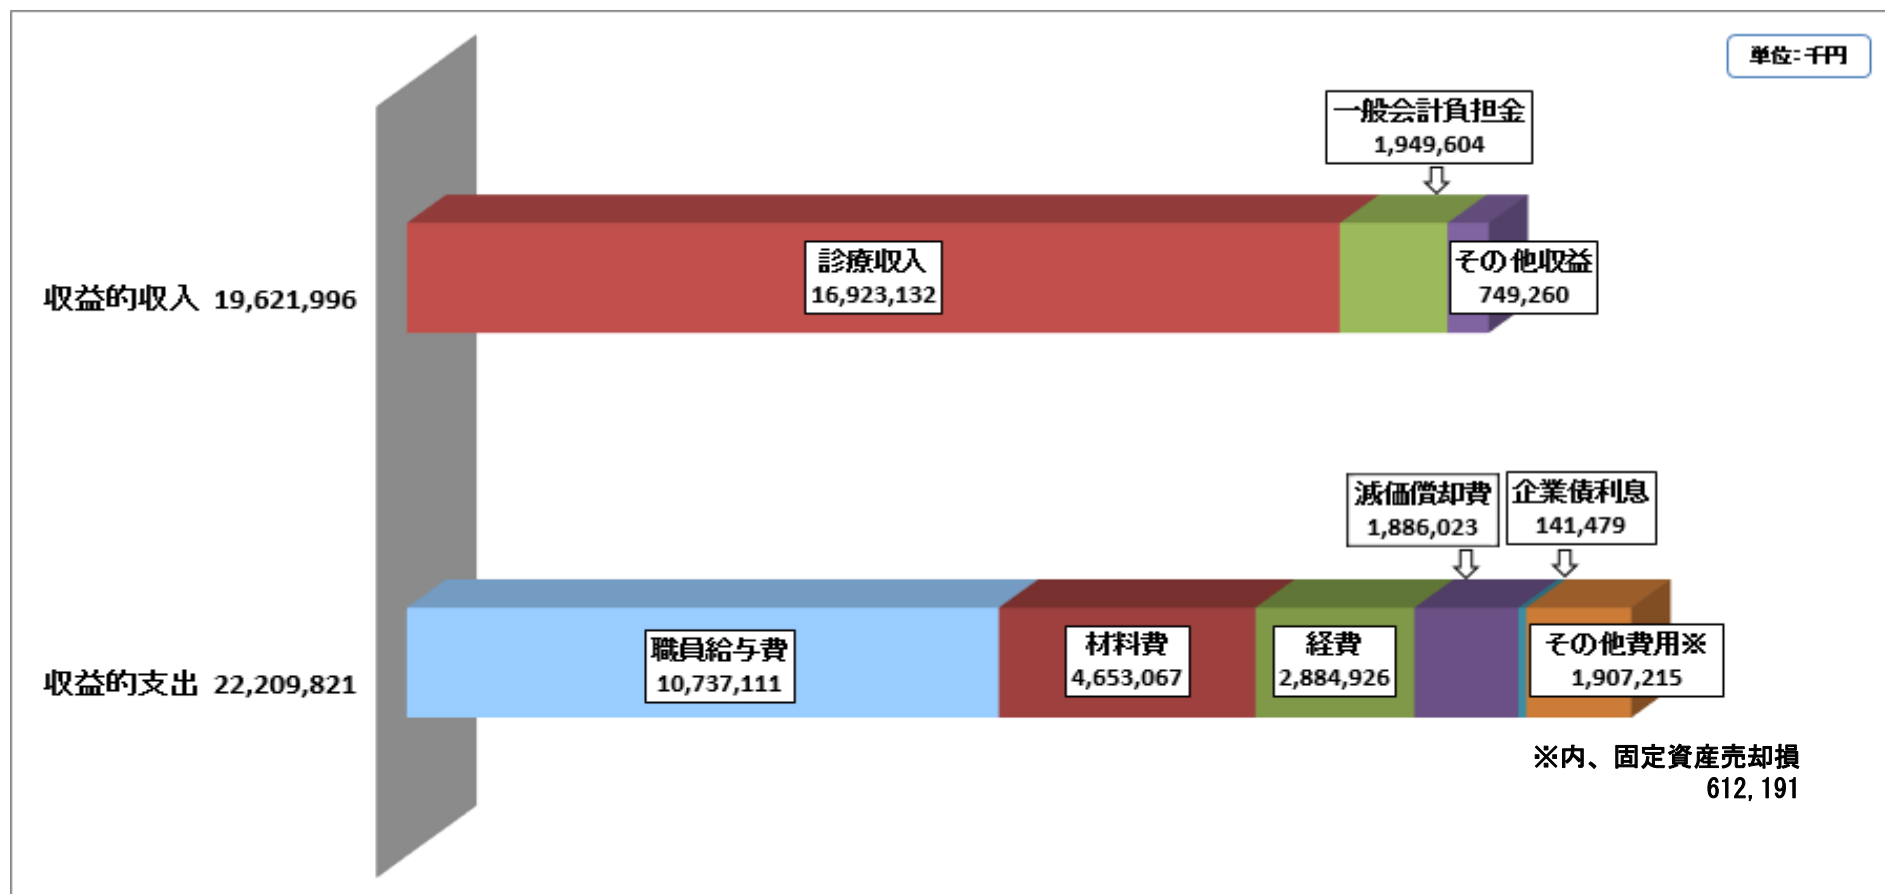 単位：千円
一般会計負担金
1,949,604
診療収入
16,923,132
その他収益
749,260
収益的収入 19,621,996
減価償却費
1,886,023
企業債利息
141,479
職員給与費
10,737,111
材料費
4,653,067
経費
2,884,926
その他費用※
1,907,215
収益的支出 22,209,821
※内、固定資産売却損
612,191